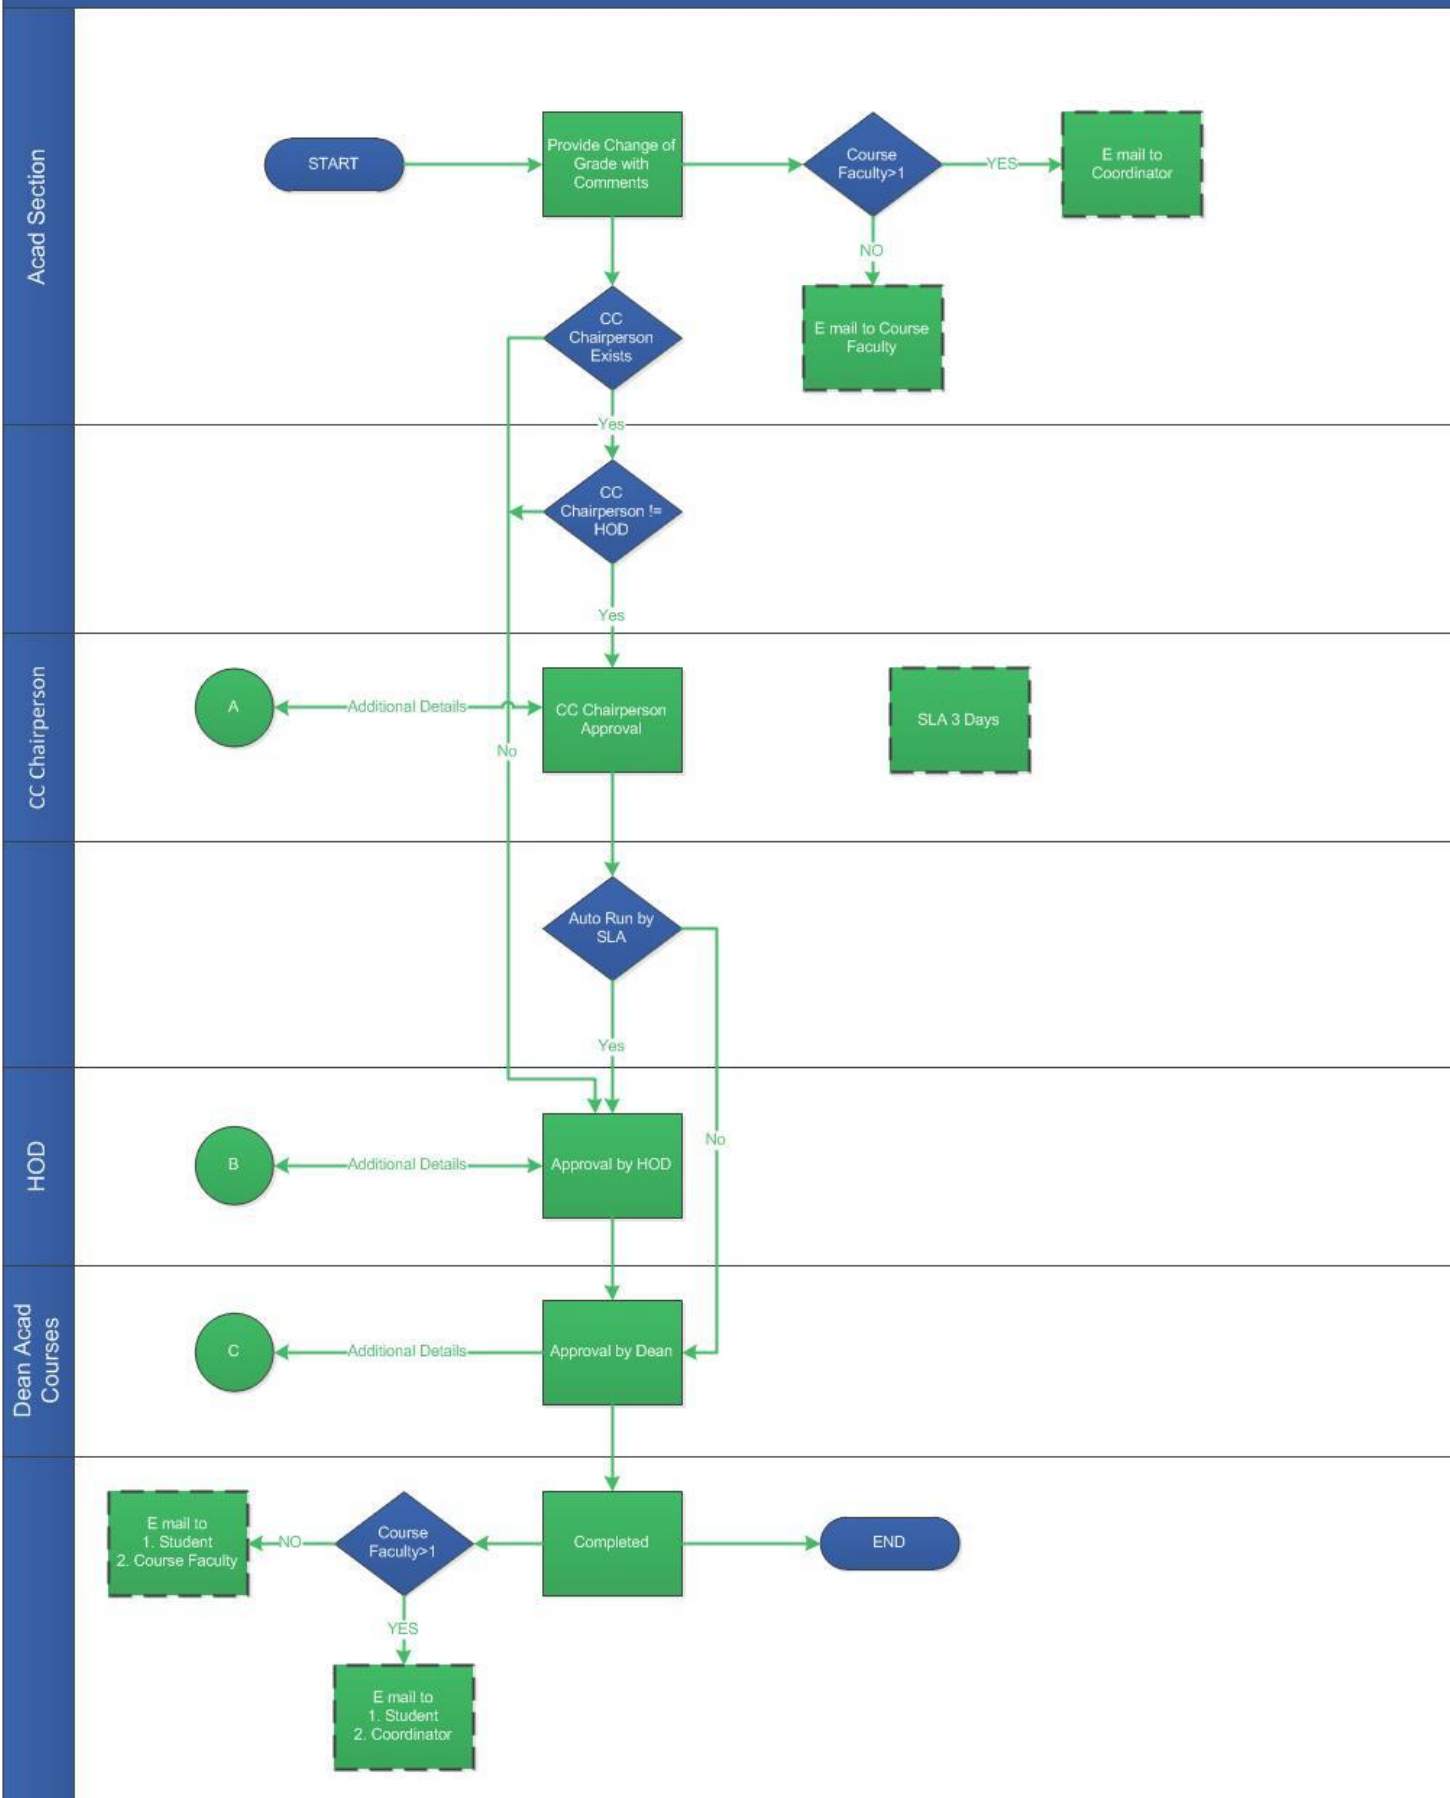 Acad Section
START
Provide Change of
Grade with
Comments
Course
Faculty>1
YES
E mail to
Coordinator
NO
E mail to Course
Faculty
CC
Chairperson
Exists
Yes
CC
Chairperson !=
HOD
Yes
CC Chairperson
A
Additional Details
CC Chairperson
Approval
SLA 3 Days
No
Auto Run by
SLA
Yes
HOD
B
Additional Details
Approval by HOD
No
Dean Acad
Courses
C
Additional Details
Approval by Dean
E mail to
1. Student
2. Course Faculty
NO
Course
Faculty>1
Completed
END
YES
E mail to
1. Student
2. Coordinator